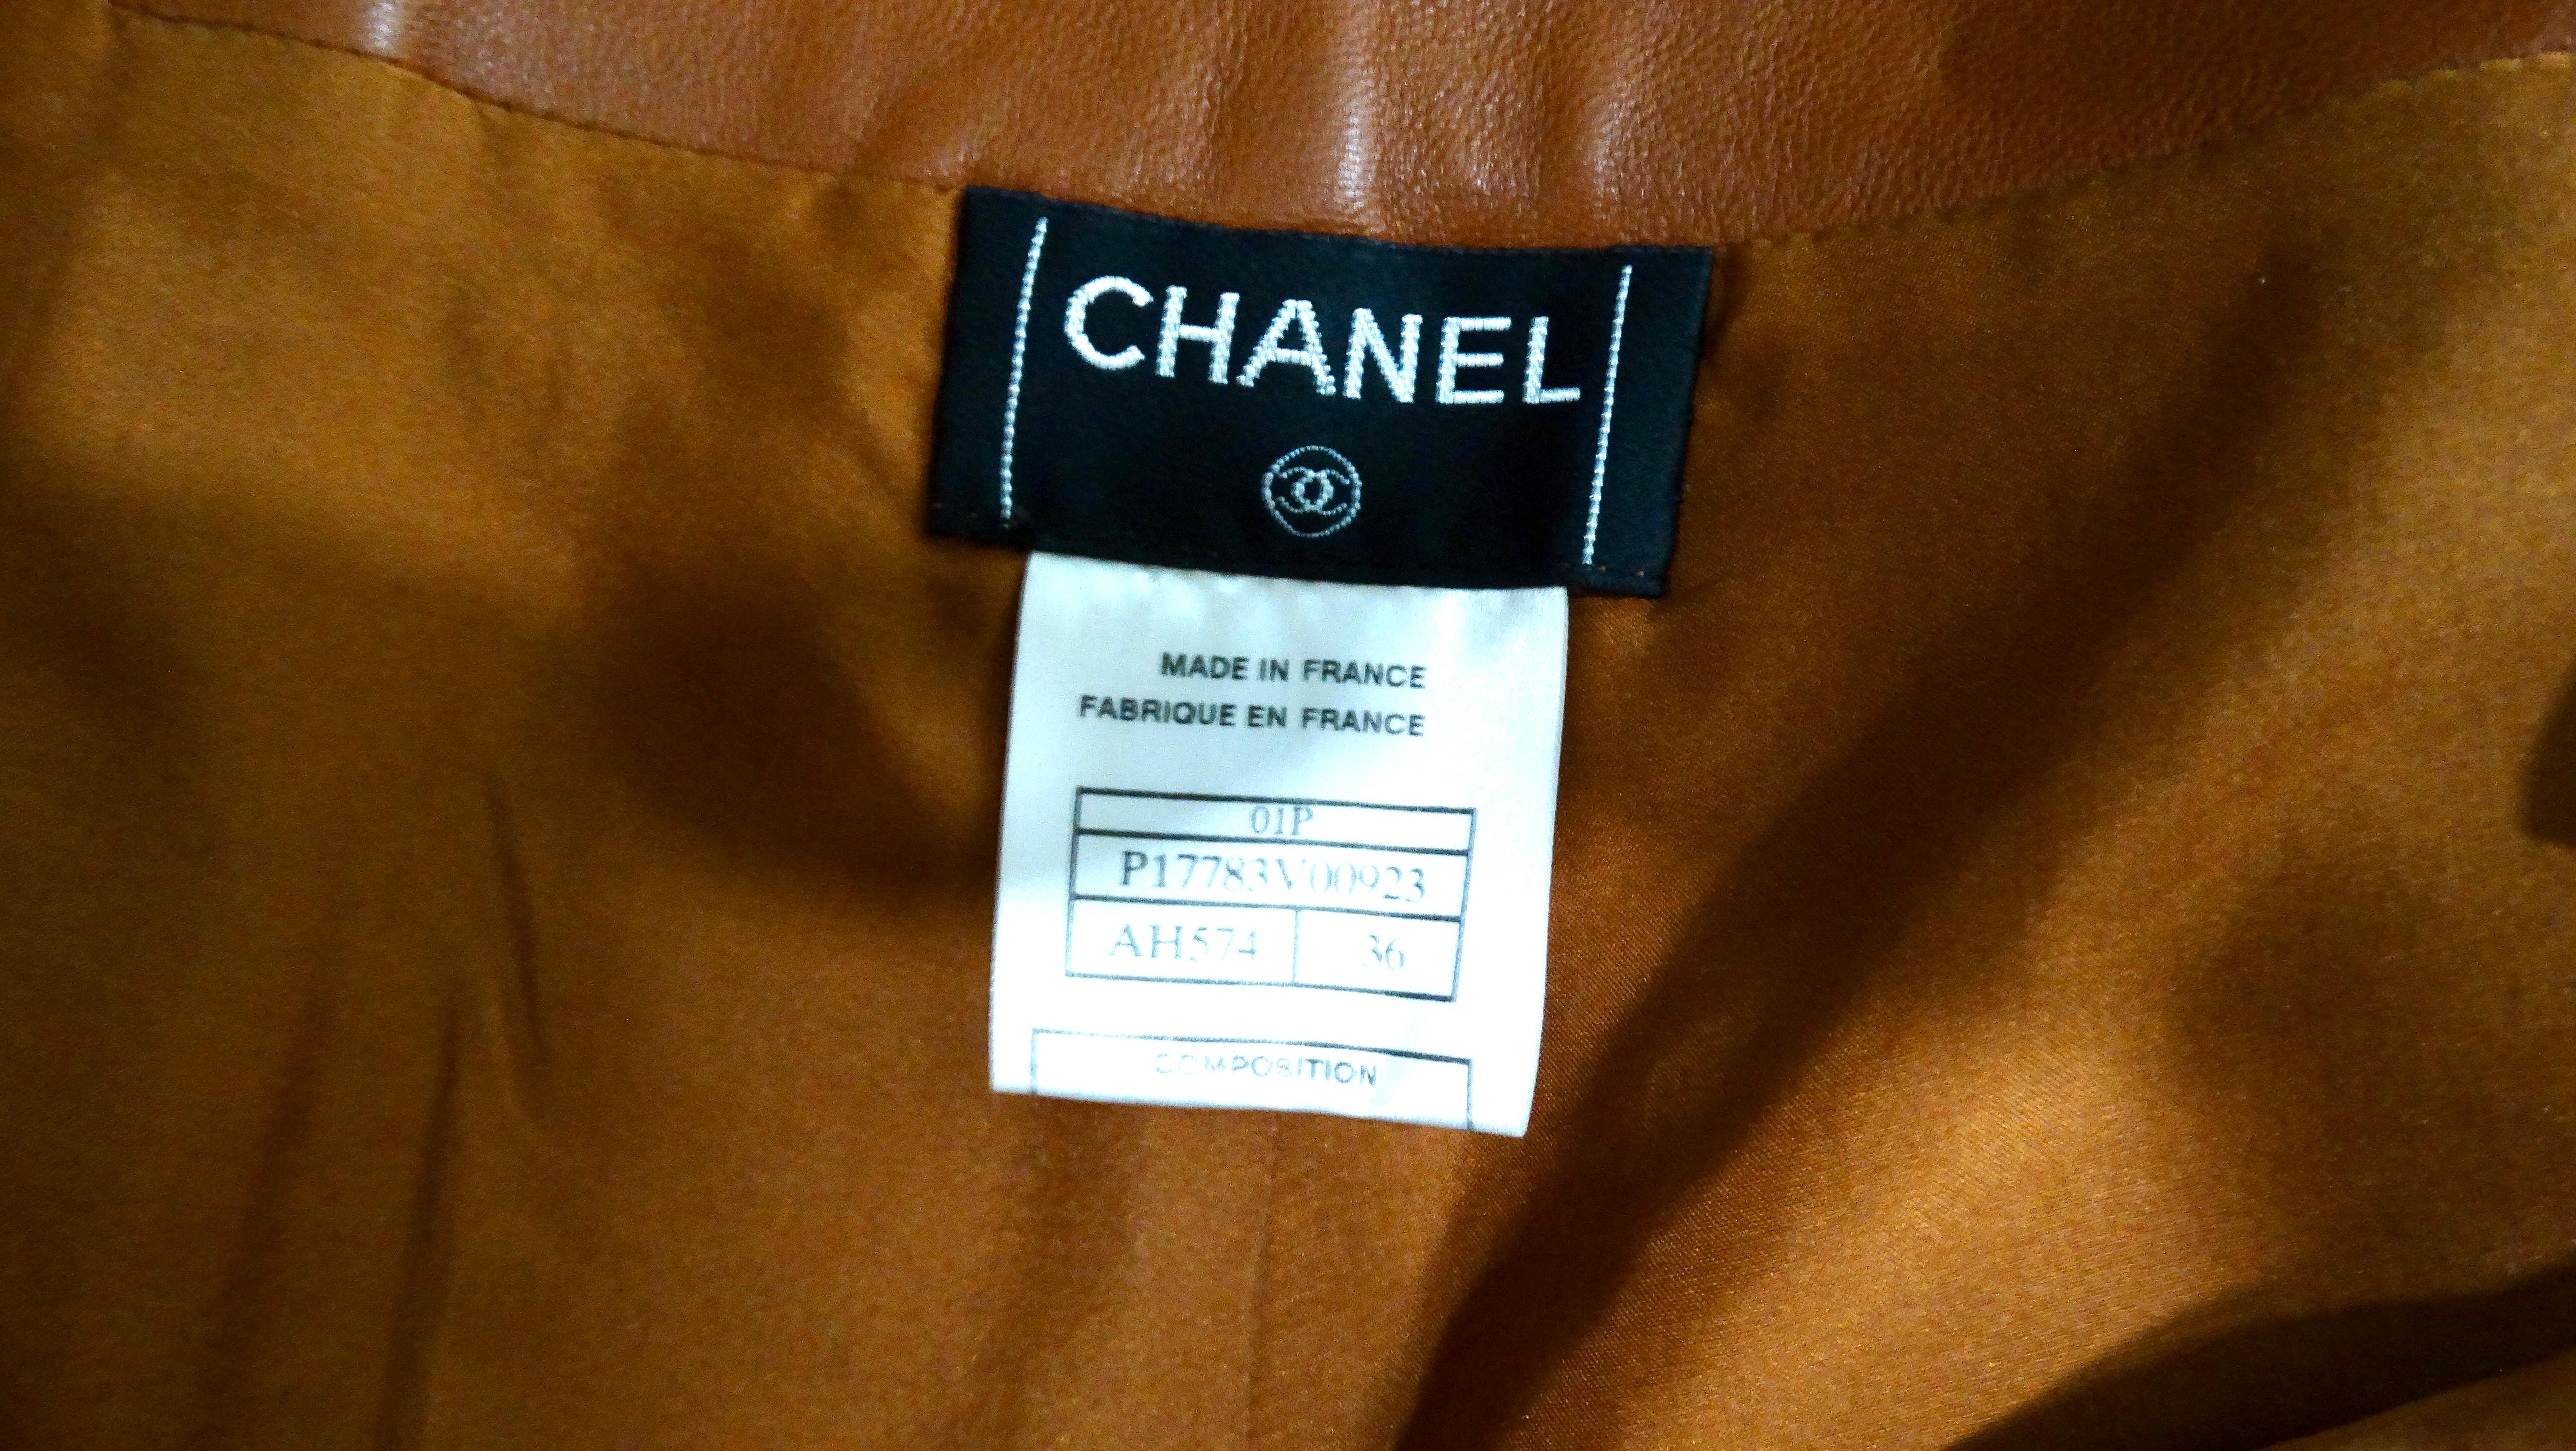 CHANEL
MADE IN FRANCE
FABRIQUE EN FRANCE
01P
P17783V00923
AH574 36
COMPOSITION